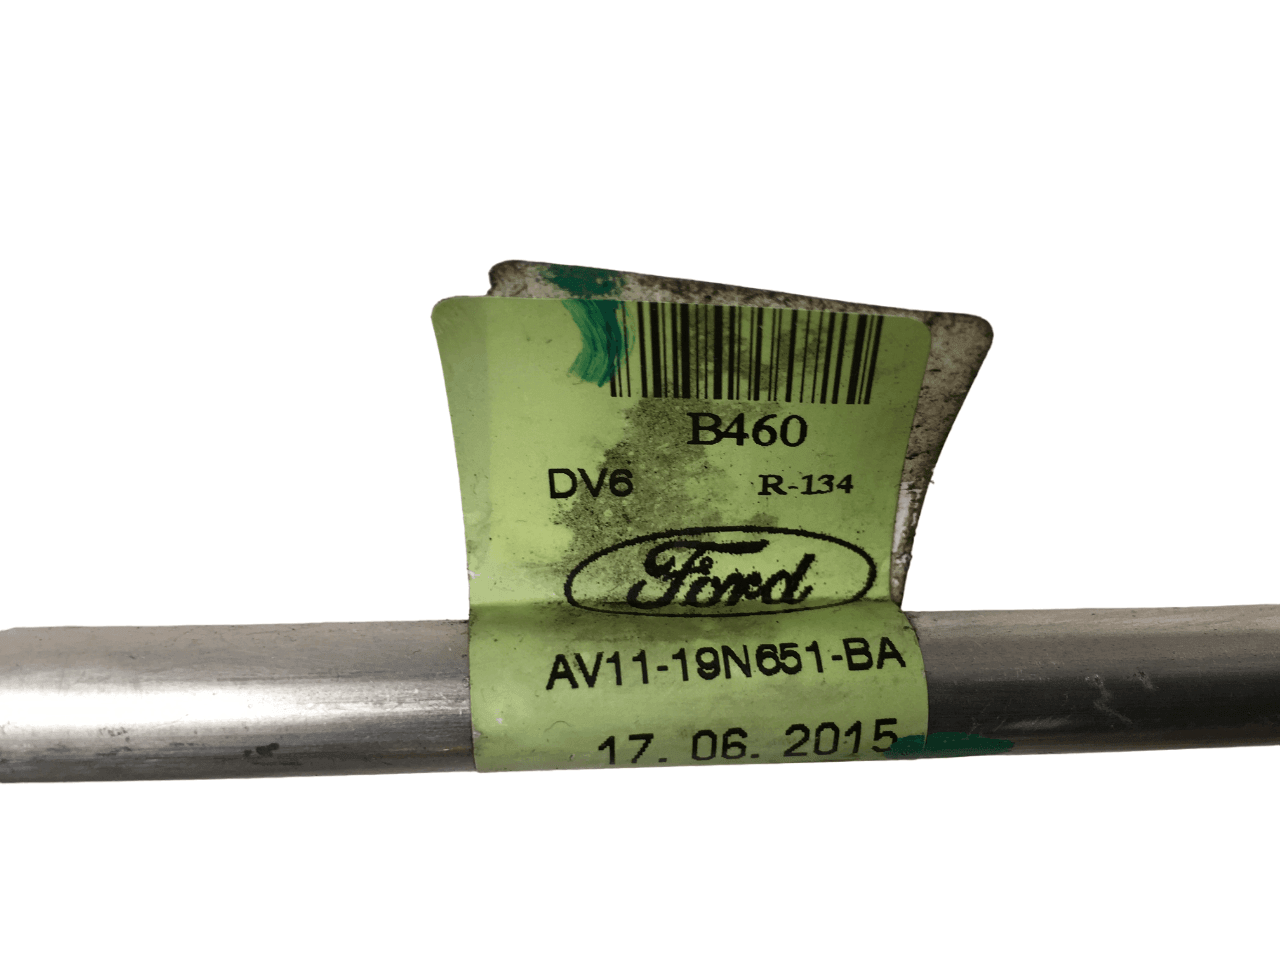 B460
DV6 R-134
Ford
AV11-19N651-BA
17. 06. 2015